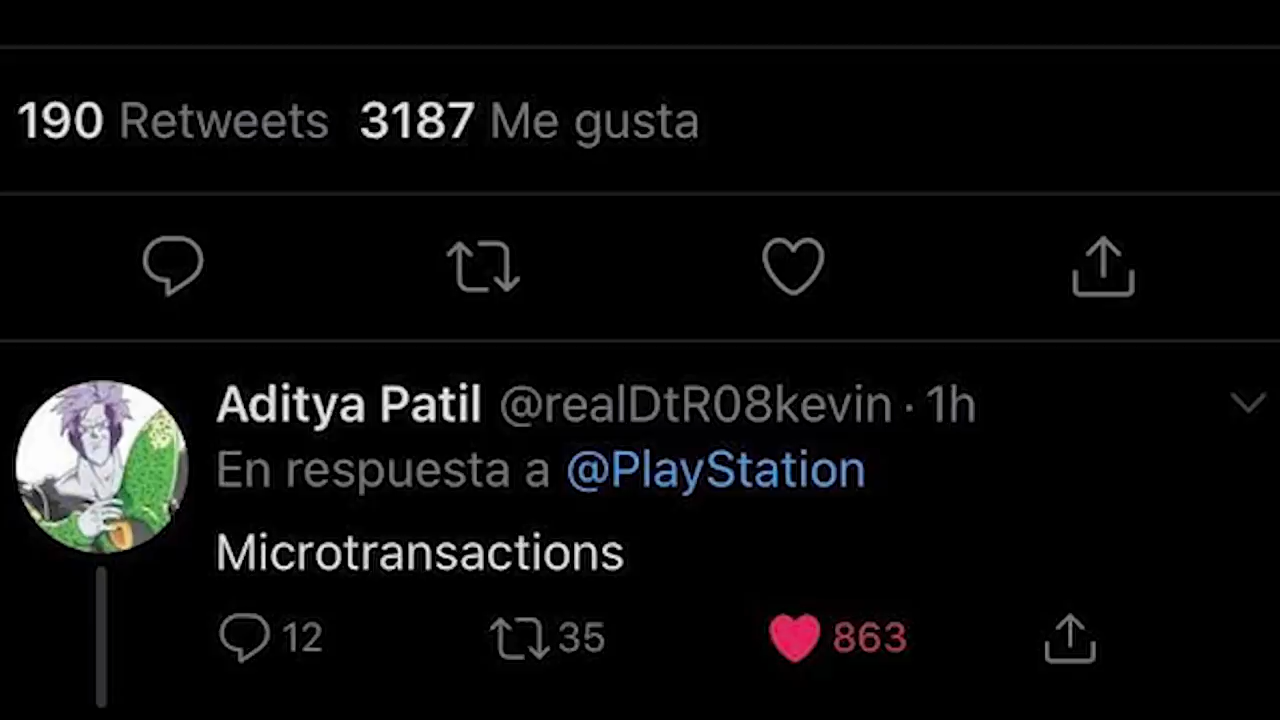 190 Retweets 3187 Me gusta
Aditya Patil @realDtR08kevin · 1h
En respuesta a @PlayStation
Microtransactions
12 35 863